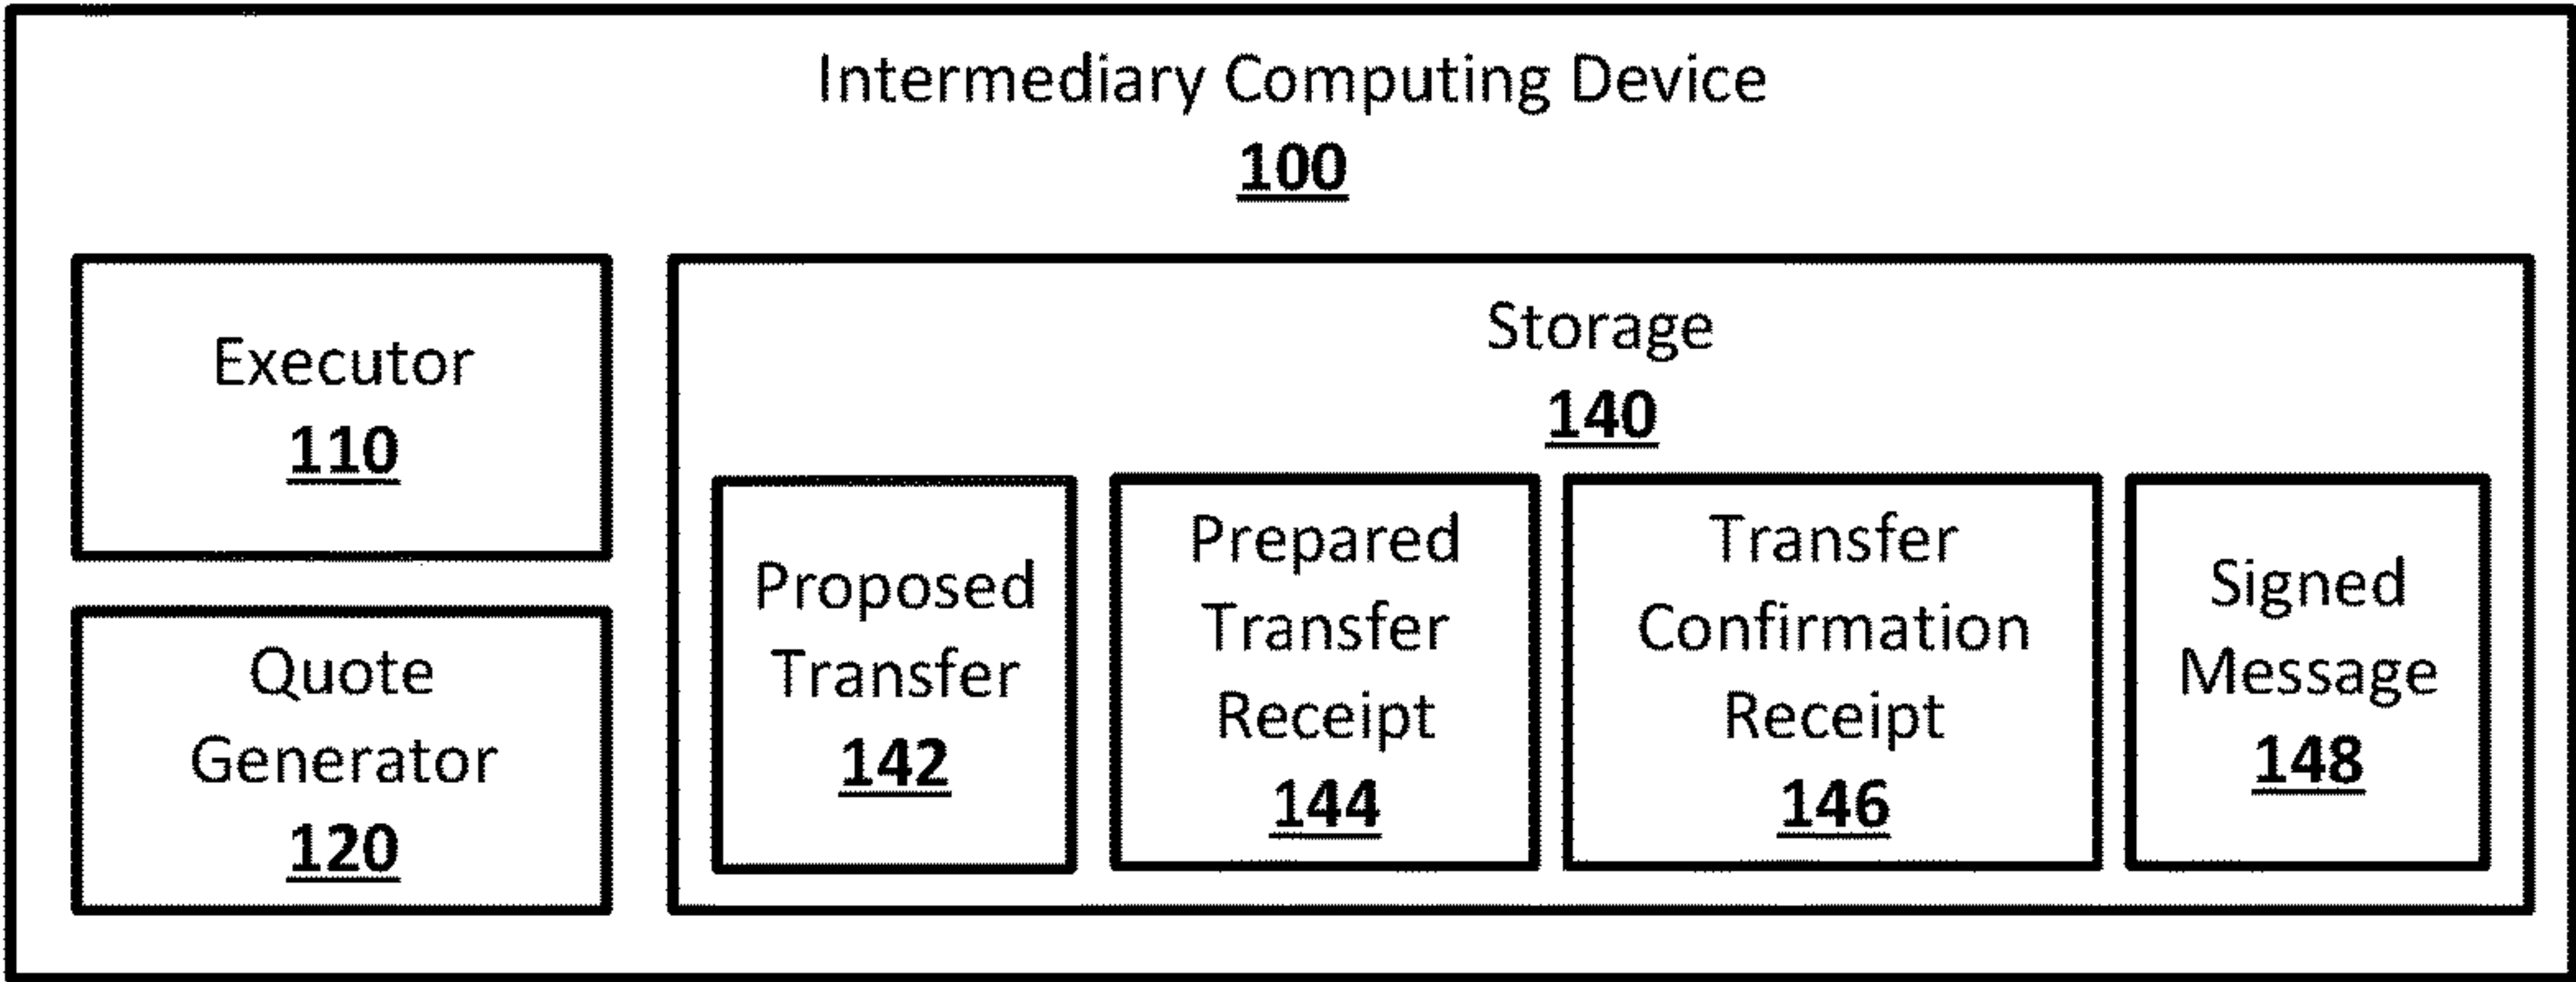 Intermediary Computing Device
100
Executor
110
Quote
Generator
120
Storage
140
Proposed
Transfer
142
Prepared
Transfer
Receipt
144
Transfer
Confirmation
Receipt
146
Signed
Message
148